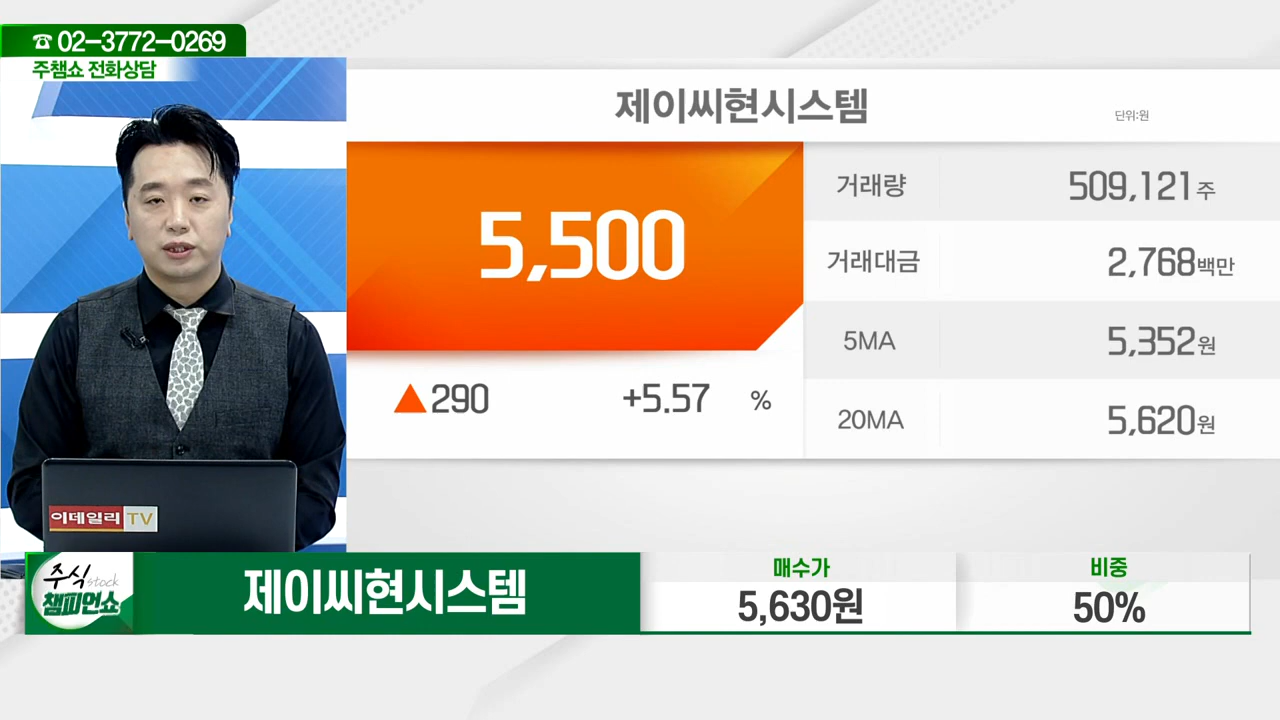 ☎ 02-3772-0269
주챔쇼 전화상담
제이씨현시스템
단위:원
5,500
▲290 +5.57 %
거래량 509,121주
거래대금 2,768백만
5MA 5,352원
20MA 5,620원
이데일리 TV
주식 stock
챔피언쇼
제이씨현시스템
매수가
5,630원
비중
50%